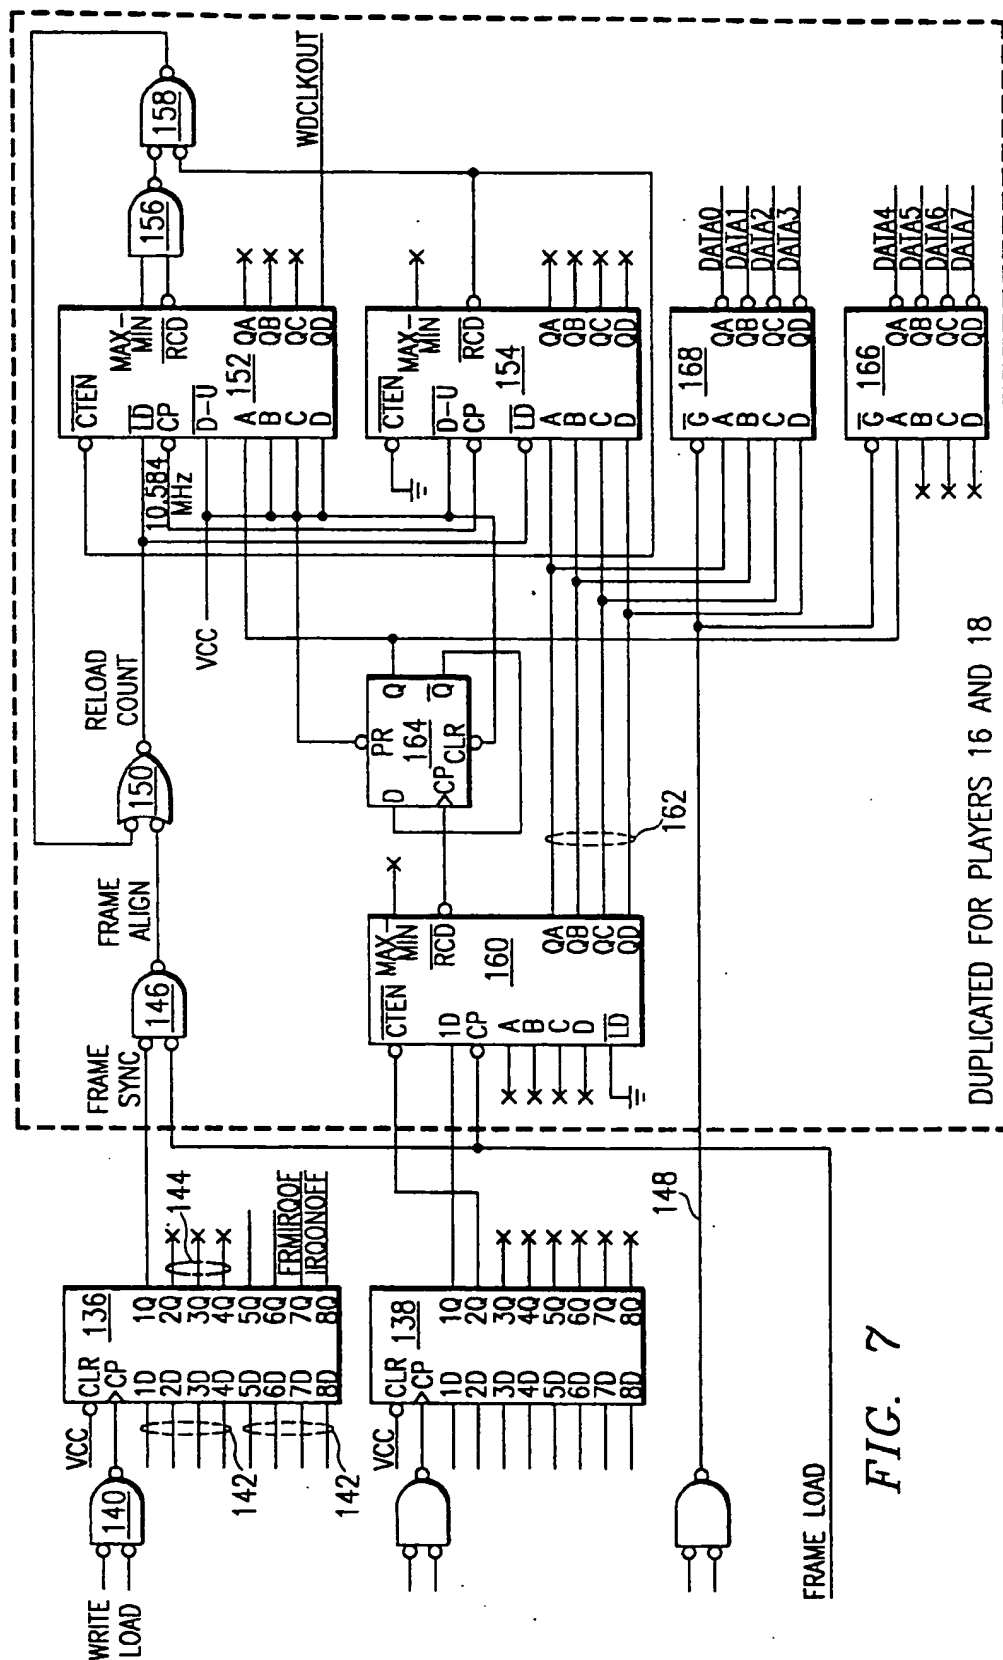 WRITE
LOAD
140
VCC
CLR
CP
136
1D
2D
3D
4D
5D
6D
7D
8D
1Q
2Q
3Q
4Q
5Q
6Q
7Q
8Q
142
142
144
FRMIRQOF
IRQONOFF
VCC
CLR
CP
138
1D
2D
3D
4D
5D
6D
7D
8D
1Q
2Q
3Q
4Q
5Q
6Q
7Q
8Q
148
FRAME LOAD
FRAME
SYNC
146
FRAME
ALIGN
150
RELOAD
COUNT
CTEN
1D
CP
A
B
C
D
LD
MAX-
MIN
RCD
160
QA
QB
QC
QD
162
D
PR
164
CP
CLR
Q
Q
VCC
10.584
MHz
CTEN
LD
CP
D-U
A
B
C
D
MAX-
MIN
RCD
152
QA
QB
QC
QD
156
158
WDCLKOUT
CTEN
D-U
CP
LD
A
B
C
D
MAX-
MIN
RCD
154
QA
QB
QC
QD
G
A
B
C
D
168
QA
QB
QC
QD
DATA0
DATA1
DATA2
DATA3
G
A
B
C
D
166
QA
QB
QC
QD
DATA4
DATA5
DATA6
DATA7
DUPLICATED FOR PLAYERS 16 AND 18
FIG. 7